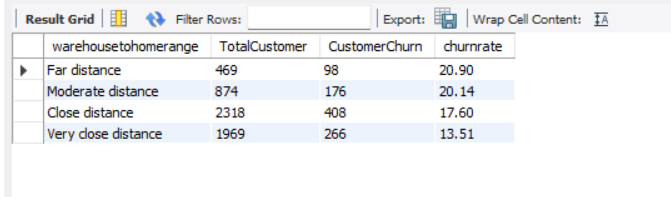 Result Grid Filter Rows: Export: Wrap Cell Content: IA
warehousetohomerange TotalCustomer CustomerChurn churnrate
Far distance 469 98 20.90
Moderate distance 874 176 20.14
Close distance 2318 408 17.60
Very close distance 1969 266 13.51